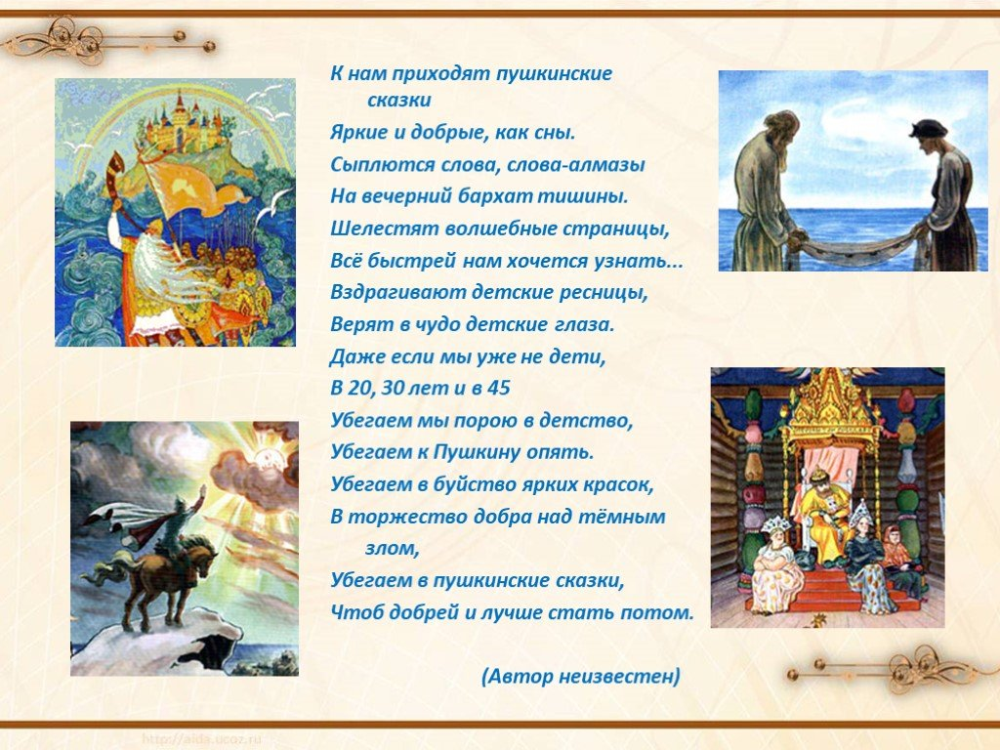 К нам приходят пушкинские
сказки
Яркие и добрые, как сны.
Сыплются слова, слова-алмазы
На вечерний бархат тишины.
Шелестят волшебные страницы,
Всё быстрей нам хочется узнать...
Вздрагивают детские ресницы,
Верят в чудо детские глаза.
Даже если мы уже не дети,
В 20, 30 лет и в 45
Убегаем мы порою в детство,
Убегаем к Пушкину опять.
Убегаем в буйство ярких красок,
В торжество добра над тёмным
злом,
Убегаем в пушкинские сказки,
Чтоб добрей и лучше стать потом.
(Автор неизвестен)
http://aida.ucoz.ru